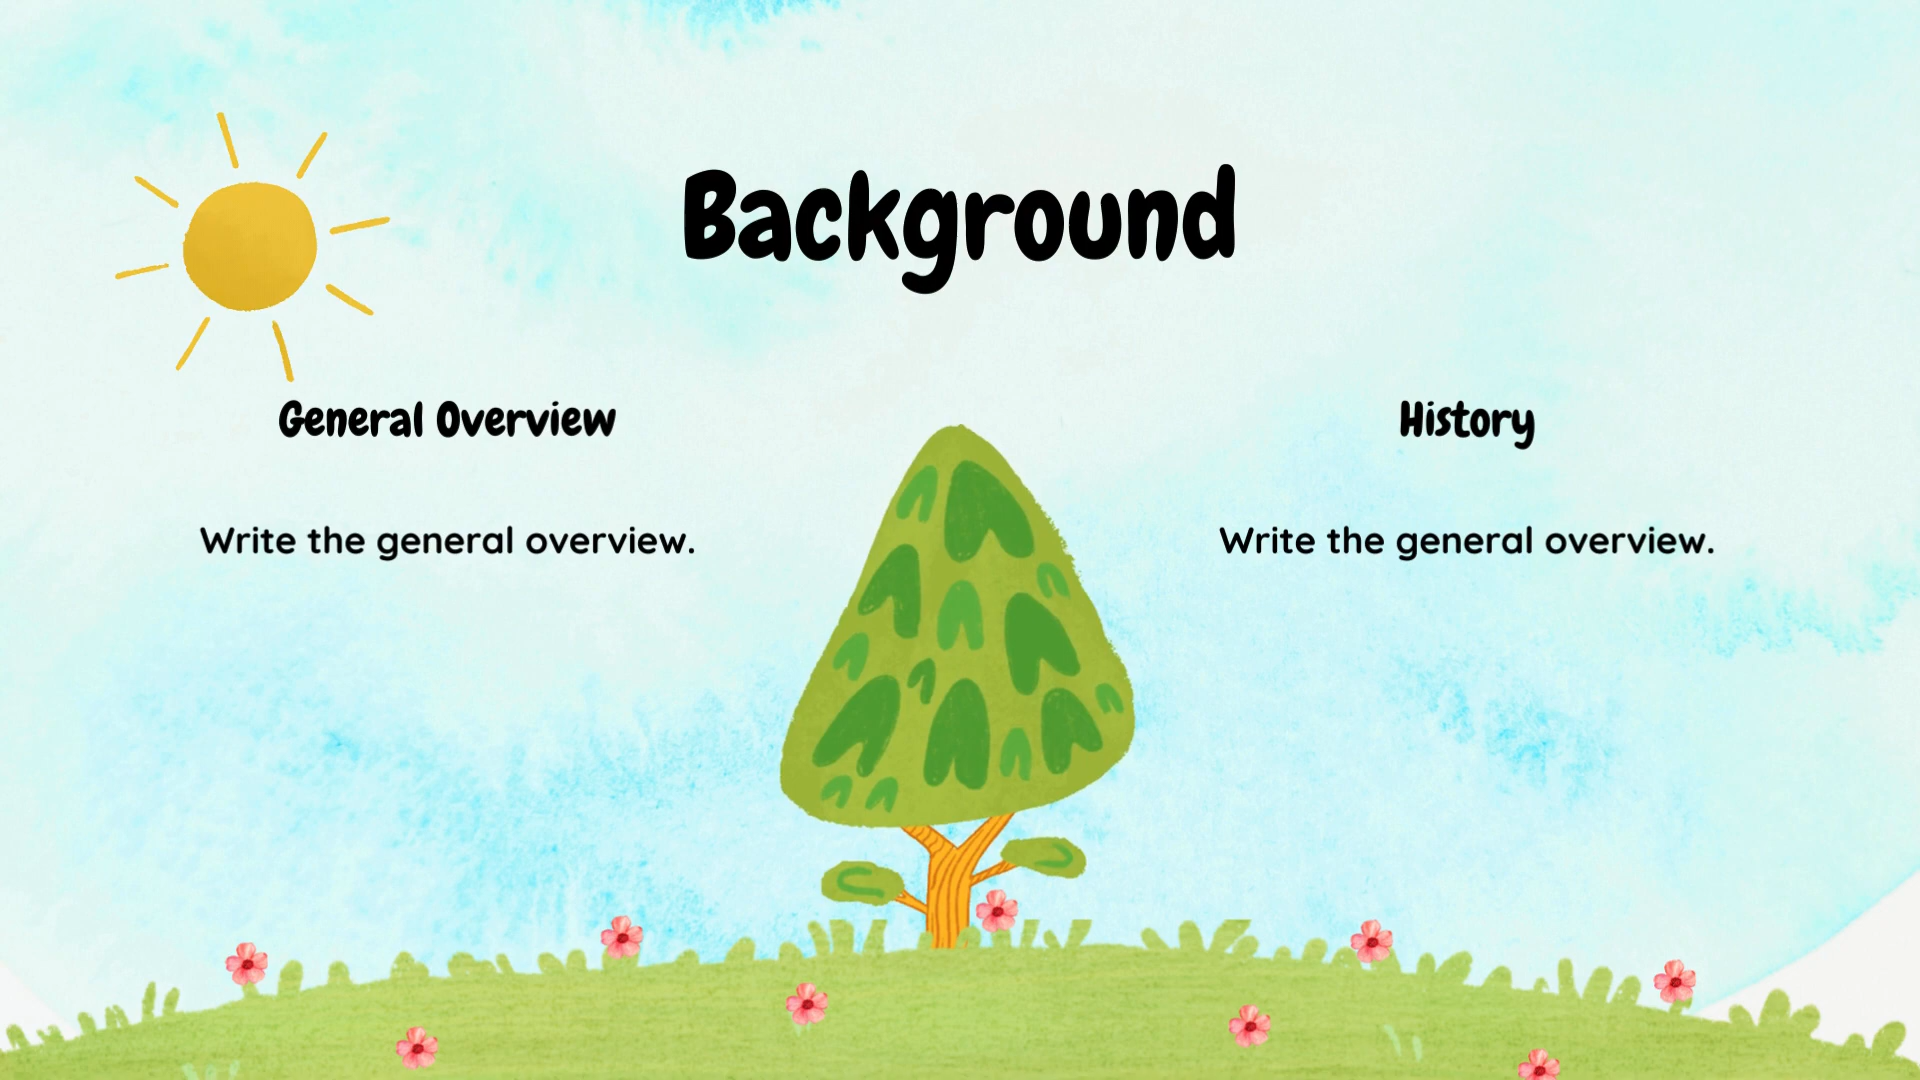 Background
General Overview
Write the general overview.
History
Write the general overview.